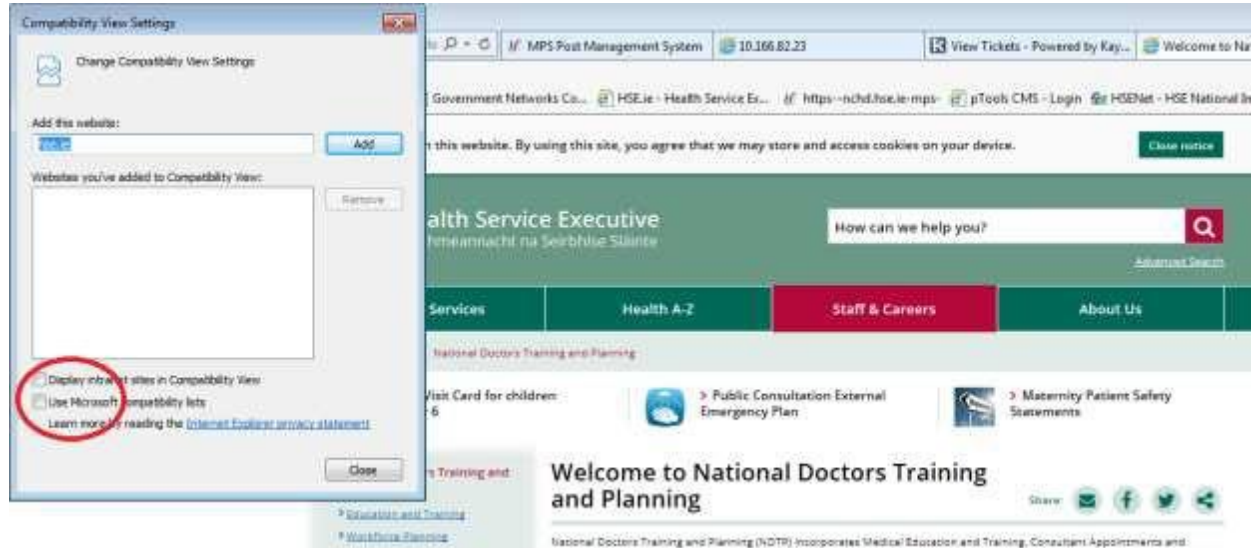 Compatibility View Settings
Change Compatibility View Settings
Add this website:
hse.ie
Add
Websites you've added to Compatibility View:
Remove
Display intranet sites in Compatibility View
Use Microsoft compatibility lists
Learn more by reading the Internet Explorer privacy statement
Close
MPS Post Management System
10.166.82.23
View Tickets - Powered by Kay...
Welcome to Na
Government Networks Co...
HSE.ie - Health Service Ex...
https--nchd.hse.ie-mps-
pTools CMS - Login
HSENet - HSE National In
n this website. By using this site, you agree that we may store and access cookies on your device.
Close notice
alth Service Executive
hmeannacht na Seirbhíse Sláinte
How can we help you?
Advanced Search
Services
Health A-Z
Staff & Careers
About Us
National Doctors Training and Planning
Visit Card for children
6
> Public Consultation External
Emergency Plan
> Maternity Patient Safety
Statements
s Training and
> Education and Training
> Workforce Planning
Welcome to National Doctors Training
and Planning
Share
National Doctors Training and Planning (NDTP) incorporates Medical Education and Training, Consultant Appointments and